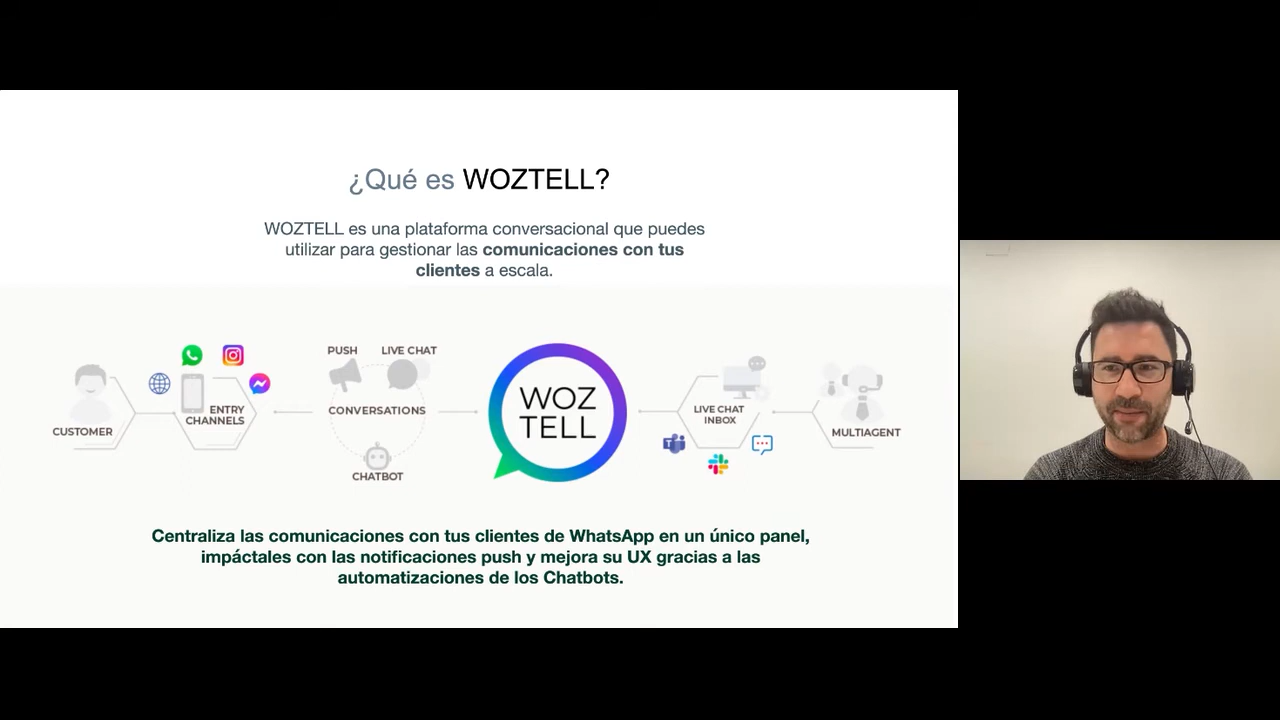 ¿Qué es WOZTELL?
WOZTELL es una plataforma conversacional que puedes
utilizar para gestionar las comunicaciones con tus
clientes a escala.
CUSTOMER
ENTRY
CHANNELS
PUSH
LIVE CHAT
CONVERSATIONS
CHATBOT
WOZ
TELL
LIVE CHAT
INBOX
MULTIAGENT
Centraliza las comunicaciones con tus clientes de WhatsApp en un único panel,
impáctales con las notificaciones push y mejora su UX gracias a las
automatizaciones de los Chatbots.